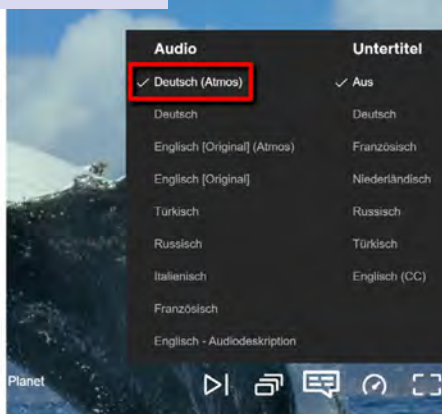 Audio
Deutsch (Atmos)
Deutsch
Englisch [Original] (Atmos)
Englisch [Original]
Türkisch
Russisch
Italienisch
Französisch
Englisch - Audiodeskription
Untertitel
Aus
Deutsch
Französisch
Niederländisch
Russisch
Türkisch
Englisch (CC)
Planet